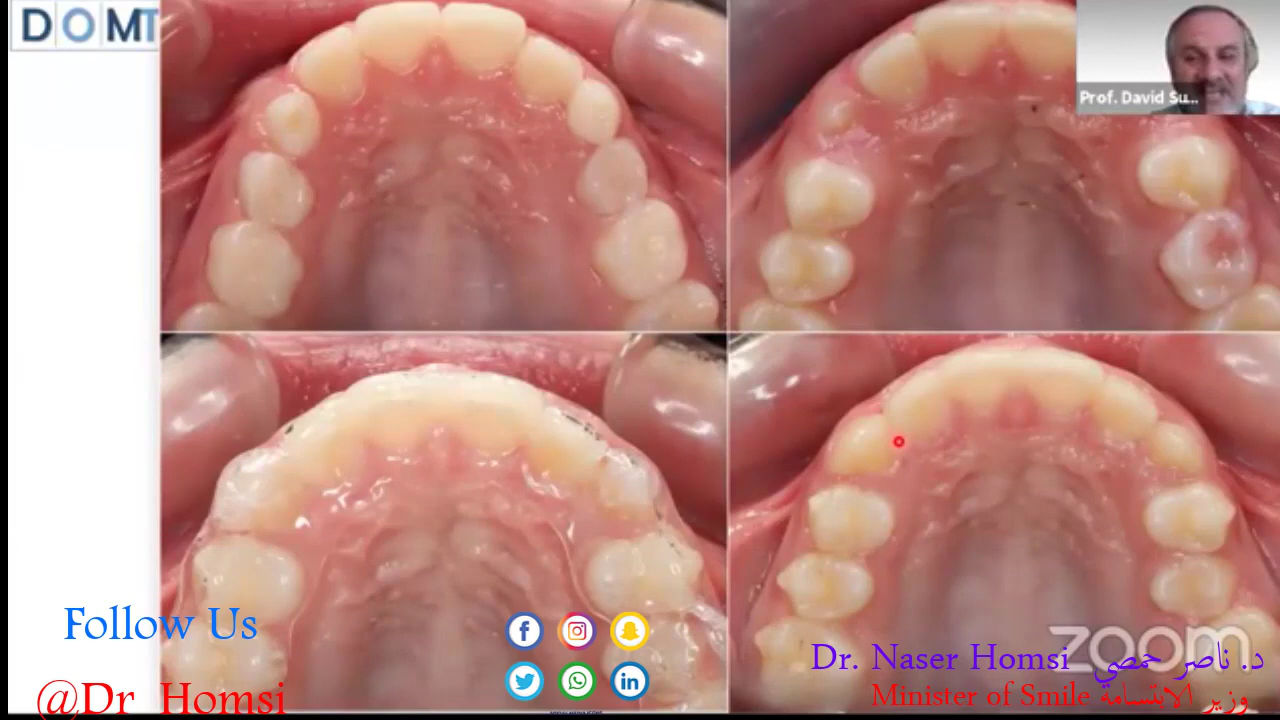 DOMT
Prof. David Su...
Follow Us
@Dr_Homsi
zoom
Dr. Naser Homsi د. ناصر حمصي
Minister of Smile وزير الابتسامة